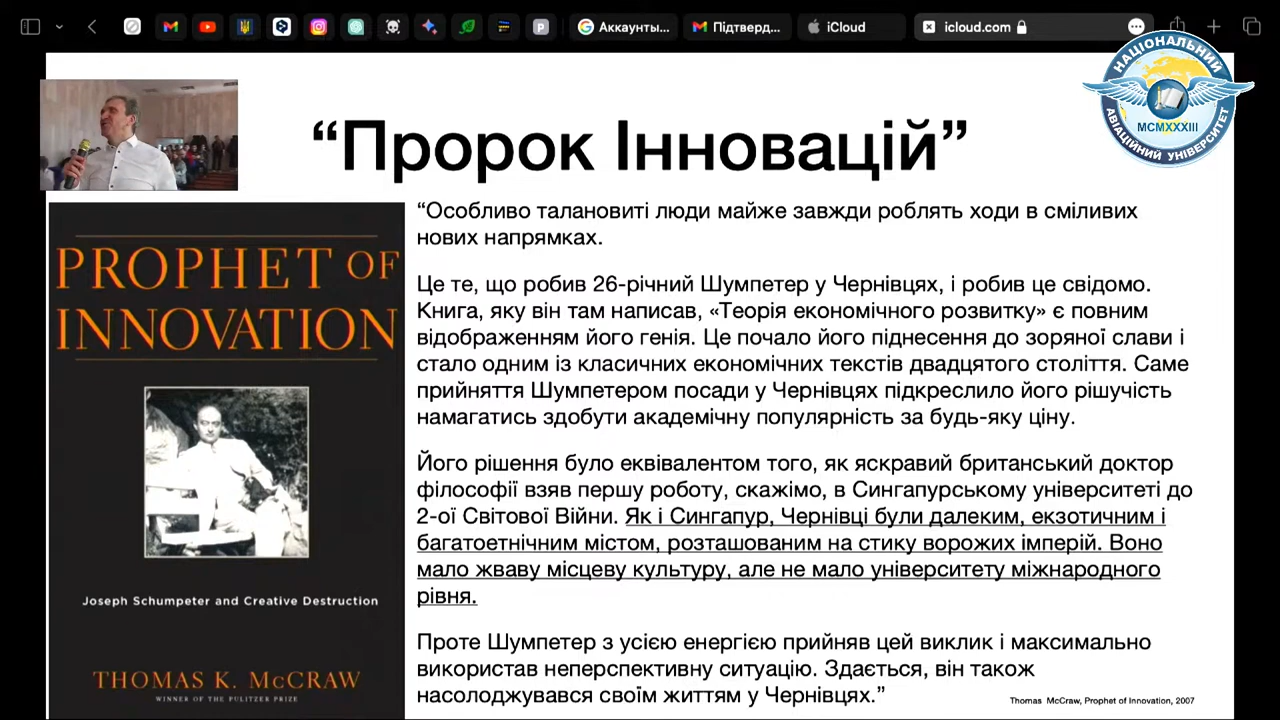 Аккаунты...
Підтверд...
iCloud
icloud.com
НАЦІОНАЛЬНИЙ
АВІАЦІЙНИЙ УНІВЕРСИТЕТ
MCMXXXIII
“Пророк Інновацій”
PROPHET OF
INNOVATION
Joseph Schumpeter and Creative Destruction
THOMAS K. McCRAW
WINNER OF THE PULITZER PRIZE
“Особливо талановиті люди майже завжди роблять ходи в сміливих
нових напрямках.
Це те, що робив 26-річний Шумпетер у Чернівцях, і робив це свідомо.
Книга, яку він там написав, «Теорія економічного розвитку» є повним
відображенням його генія. Це почало його піднесення до зоряної слави і
стало одним із класичних економічних текстів двадцятого століття. Саме
прийняття Шумпетером посади у Чернівцях підкреслило його рішучість
намагатись здобути академічну популярність за будь-яку ціну.
Його рішення було еквівалентом того, як яскравий британський доктор
філософії взяв першу роботу, скажімо, в Сингапурському університеті до
2-ої Світової Війни. Як і Сингапур, Чернівці були далеким, екзотичним і
багатоетнічним містом, розташованим на стику ворожих імперій. Воно
мало жваву місцеву культуру, але не мало університету міжнародного
рівня.
Проте Шумпетер з усією енергією прийняв цей виклик і максимально
використав неперспективну ситуацію. Здається, він також
насолоджувався своїм життям у Чернівцях.”
Thomas McCraw, Prophet of Innovation, 2007